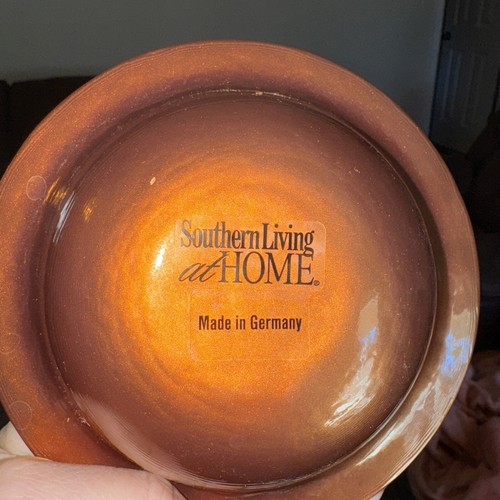 Southern Living
at HOME®
Made in Germany